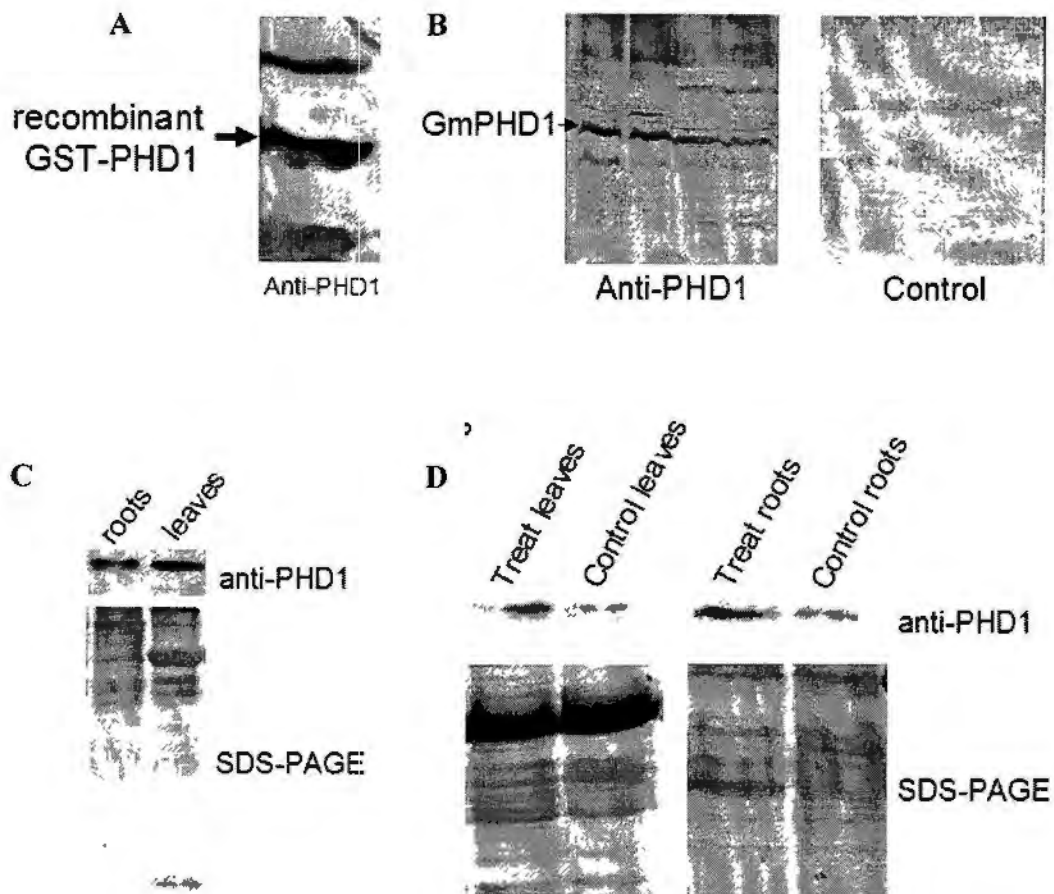 A
recombinant
GST-PHD1
Anti-PHD1
B
GmPHD1
Anti-PHD1
Control
C
roots
leaves
anti-PHD1
SDS-PAGE
D
Treat leaves
Control leaves
Treat roots
Control roots
anti-PHD1
SDS-PAGE